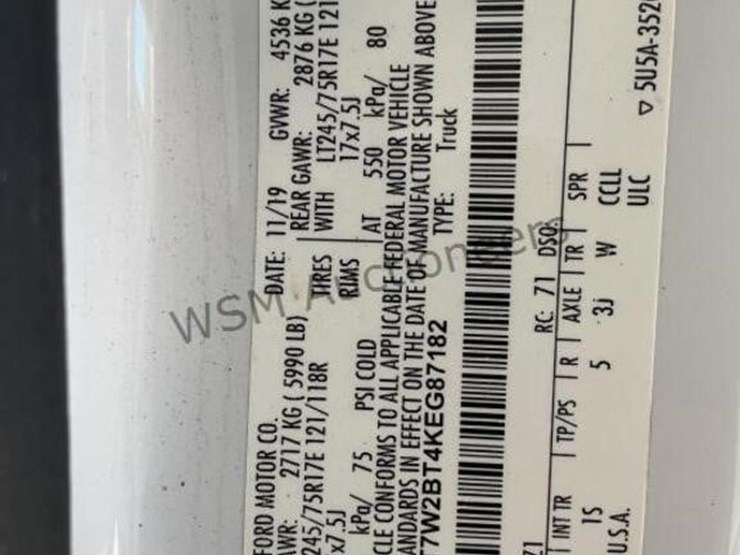 FORD MOTOR CO. DATE: 11/19 GVWR: 4536 K
AWR: 2717 KG ( 5990 LB) REAR GAWR: 2876 KG (
245/75R17E 121/118R TIRES WITH LT245/75R17E 121
x7.5J RIMS 17x7.5J
kPa/ 75 PSI COLD AT 550 kPa/ 80
CLE CONFORMS TO ALL APPLICABLE FEDERAL MOTOR VEHICLE
ANDARDS IN EFFECT ON THE DATE OF MANUFACTURE SHOWN ABOVE
T7W2BT4KEG87182 TYPE: Truck
RC: 71 DSO:
71
INT TR TP/PS R AXLE TR SPR
1S 5 3J W CCLL
U.S.A. ULC
▽ 5U5A-3520
WSM Auctioneers